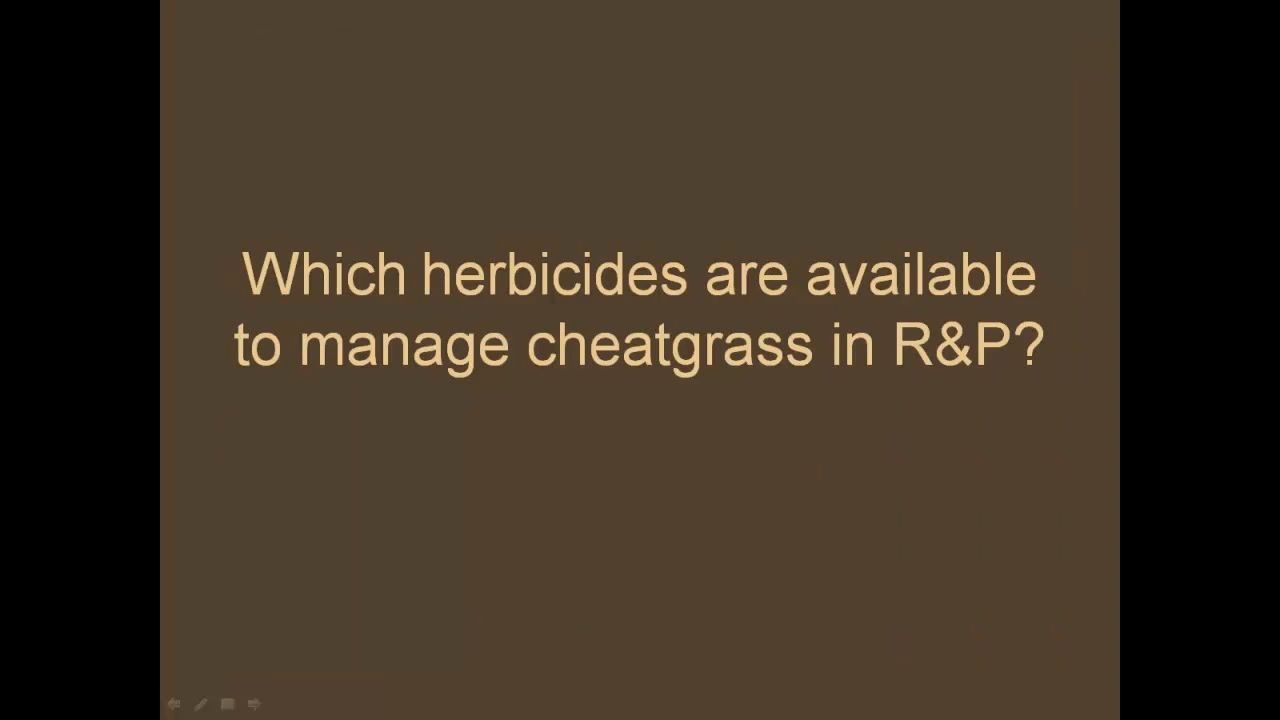 Which herbicides are available
to manage cheatgrass in R&P?